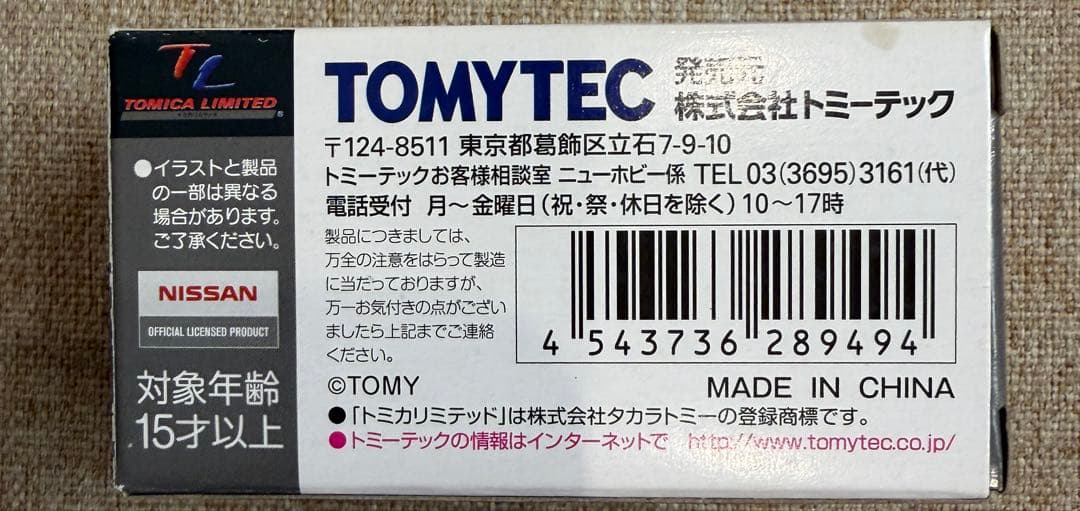 TL
TOMICA LIMITED
●イラストと製品
の一部は異なる
場合があります。
ご了承ください。
NISSAN
OFFICIAL LICENSED PRODUCT
対象年齢
15才以上
TOMYTEC 発売元
株式会社トミーテック
〒124-8511 東京都葛飾区立石7-9-10
トミーテックお客様相談室 ニューホビー係 TEL 03(3695)3161(代)
電話受付 月〜金曜日(祝・祭・休日を除く)10〜17時
製品につきましては、
万全の注意をはらって製造
に当だっておりますが、
万一お気付きの点がござい
ましたら上記までご連絡
ください。
4 543736 289494
©TOMY
MADE IN CHINA
●「トミカリミテッド」は株式会社タカラトミーの登録商標です。
●トミーテックの情報はインターネットで http://www.tomytec.co.jp/